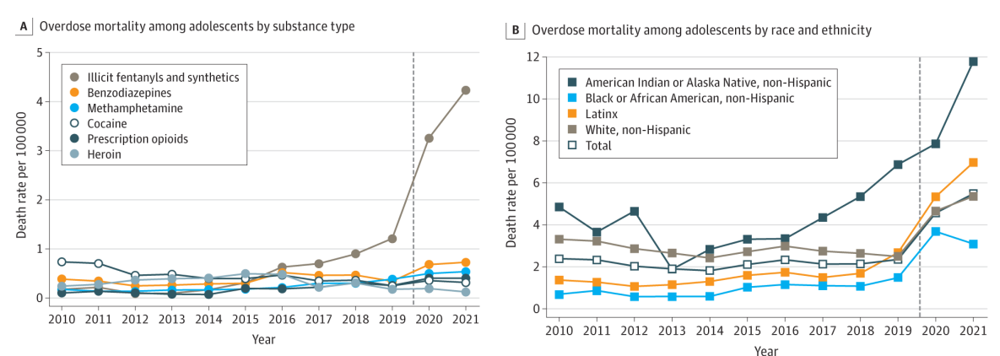 A Overdose mortality among adolescents by substance type
5
4
3
2
1
0
Death rate per 100000
Illicit fentanyls and synthetics
Benzodiazepines
Methamphetamine
Cocaine
Prescription opioids
Heroin
2010 2011 2012 2013 2014 2015 2016 2017 2018 2019 2020 2021
Year
B Overdose mortality among adolescents by race and ethnicity
12
10
8
6
4
2
0
Death rate per 100000
American Indian or Alaska Native, non-Hispanic
Black or African American, non-Hispanic
Latinx
White, non-Hispanic
Total
2010 2011 2012 2013 2014 2015 2016 2017 2018 2019 2020 2021
Year